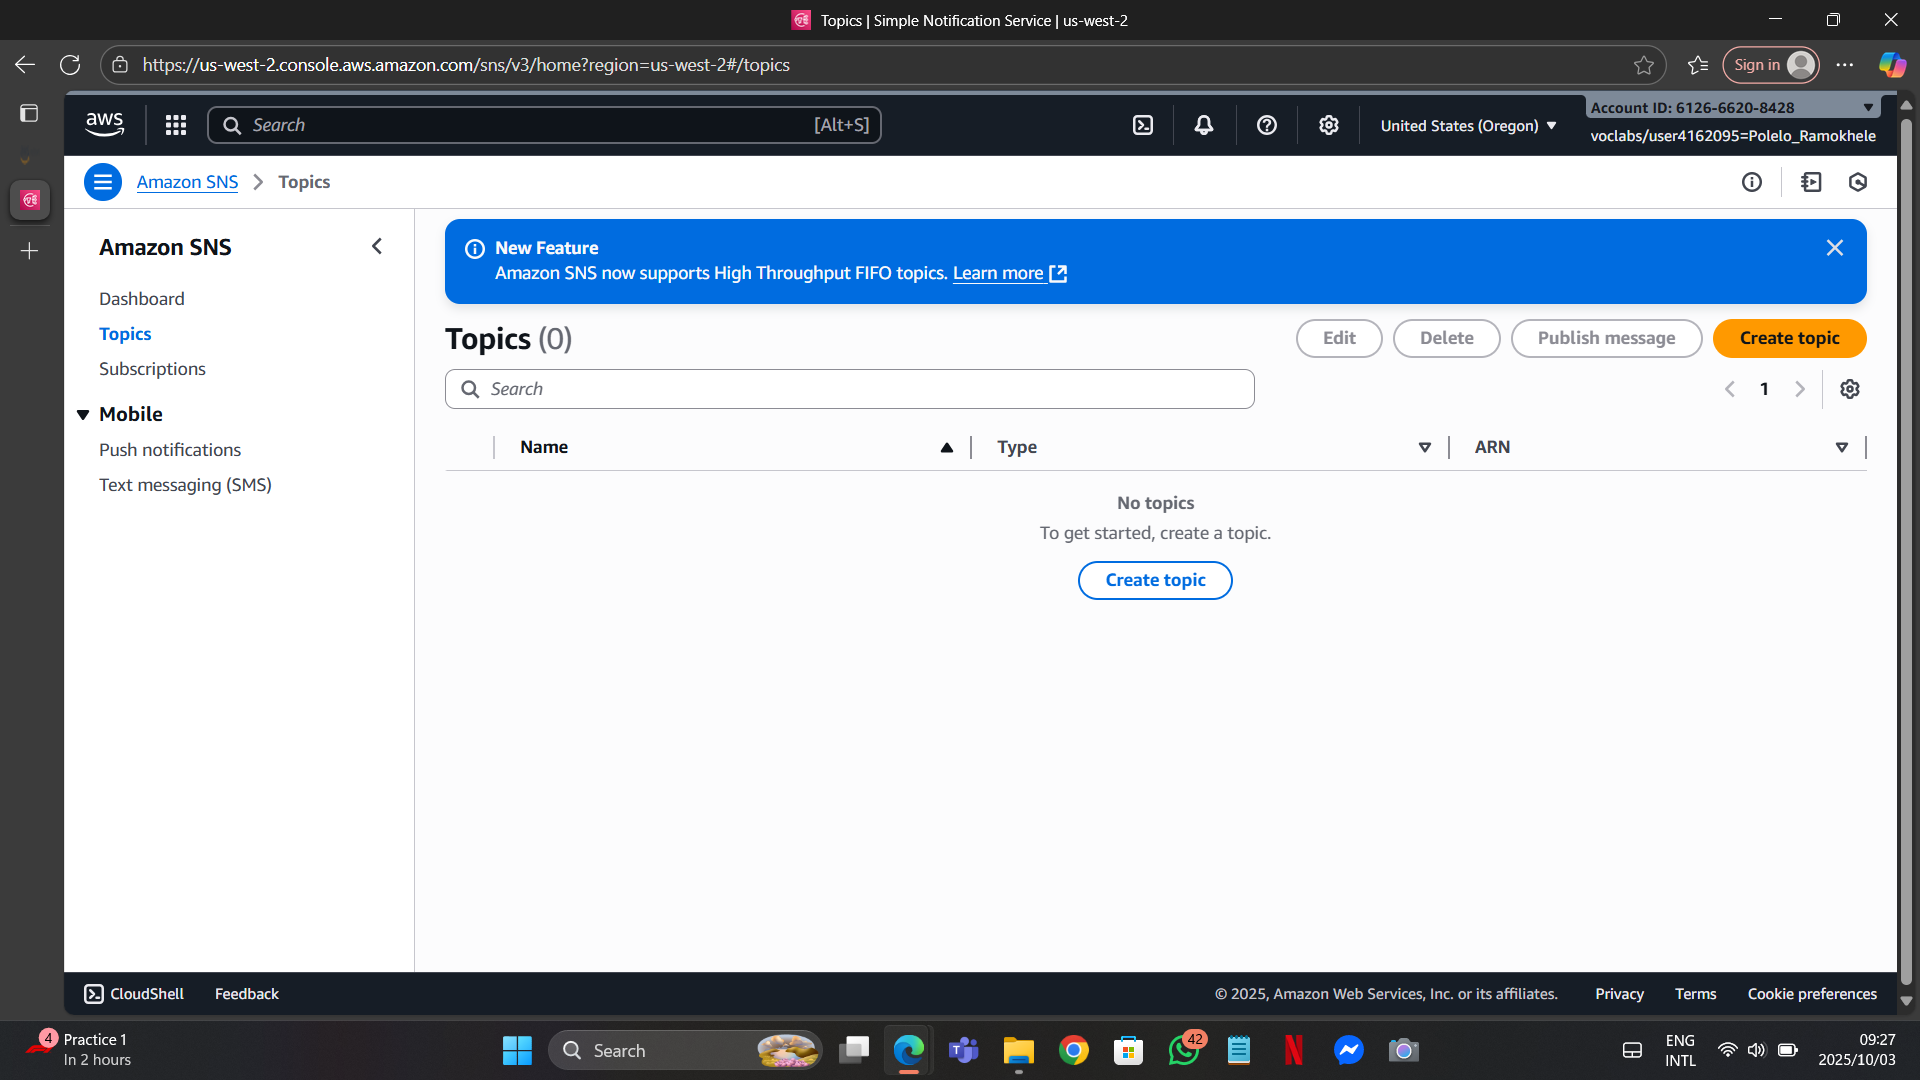 Topics | Simple Notification Service | us-west-2
https://us-west-2.console.aws.amazon.com/sns/v3/home?region=us-west-2#/topics
Sign in
aws
Search
[Alt+S]
United States (Oregon)
Account ID: 6126-6620-8428
voclabs/user4162095=Polelo_Ramokhele
Amazon SNS
Topics
Amazon SNS
Dashboard
Topics
Subscriptions
Mobile
Push notifications
Text messaging (SMS)
New Feature
Amazon SNS now supports High Throughput FIFO topics. Learn more
Topics (0)
Edit
Delete
Publish message
Create topic
Search
1
Name
Type
ARN
No topics
To get started, create a topic.
Create topic
CloudShell
Feedback
© 2025, Amazon Web Services, Inc. or its affiliates.
Privacy
Terms
Cookie preferences
4
Practice 1
In 2 hours
Search
42
ENG
INTL
09:27
2025/10/03